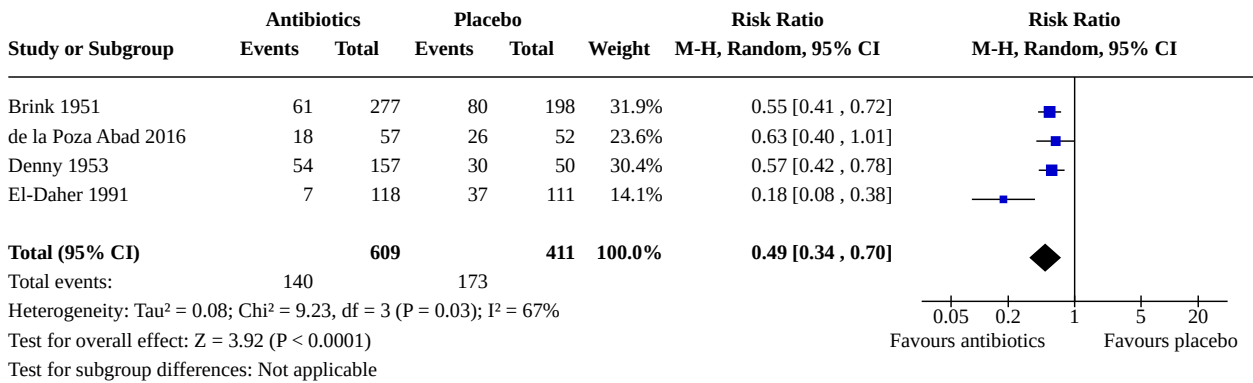 Antibiotics Placebo Risk Ratio Risk Ratio
Study or Subgroup Events Total Events Total Weight M-H, Random, 95% CI M-H, Random, 95% CI
Brink 1951 61 277 80 198 31.9% 0.55 [0.41 , 0.72]
de la Poza Abad 2016 18 57 26 52 23.6% 0.63 [0.40 , 1.01]
Denny 1953 54 157 30 50 30.4% 0.57 [0.42 , 0.78]
El-Daher 1991 7 118 37 111 14.1% 0.18 [0.08 , 0.38]
Total (95% CI) 609 411 100.0% 0.49 [0.34 , 0.70]
Total events: 140 173
Heterogeneity: Tau² = 0.08; Chi² = 9.23, df = 3 (P = 0.03); I² = 67%
0.05 0.2 1 5 20
Test for overall effect: Z = 3.92 (P < 0.0001) Favours antibiotics Favours placebo
Test for subgroup differences: Not applicable